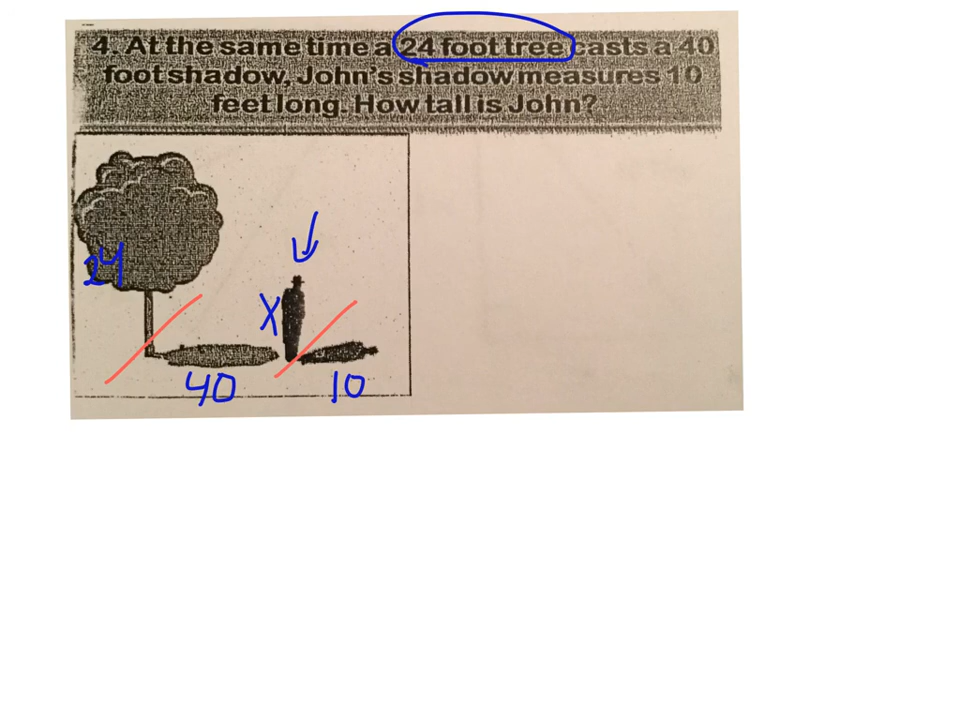 4. At the same time a 24 foot tree casts a 40
foot shadow, John's shadow measures 10
feet long. How tall is John?
24
X
40
10